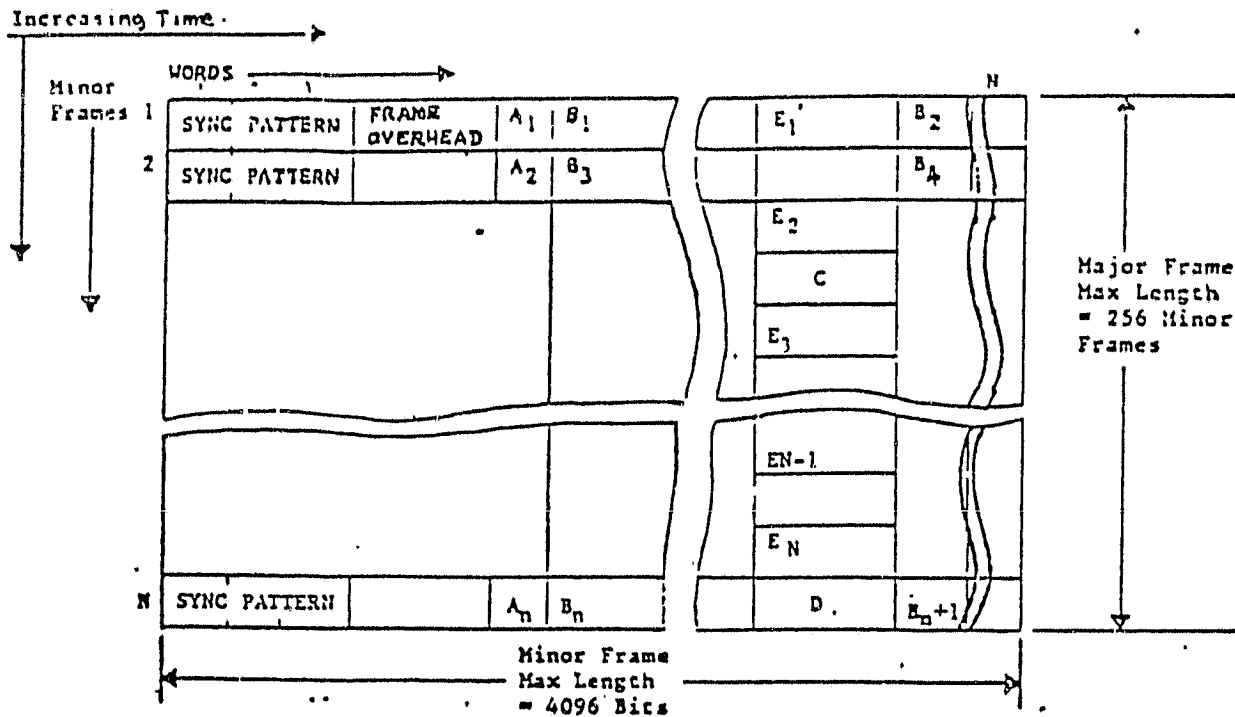 Increasing Time.
WORDS
N
Minor
Frames 1
SYNC PATTERN
FRAME
OVERHEAD
A1
B1
E1'
B2
2
SYNC PATTERN
A2
B3
B4
E2
C
E3
Major Frame
Max Length
= 256 Minor
Frames
EN-1
EN
N
SYNC PATTERN
An
Bn
D.
Bn+1
Minor Frame
Max Length
= 4096 Bits